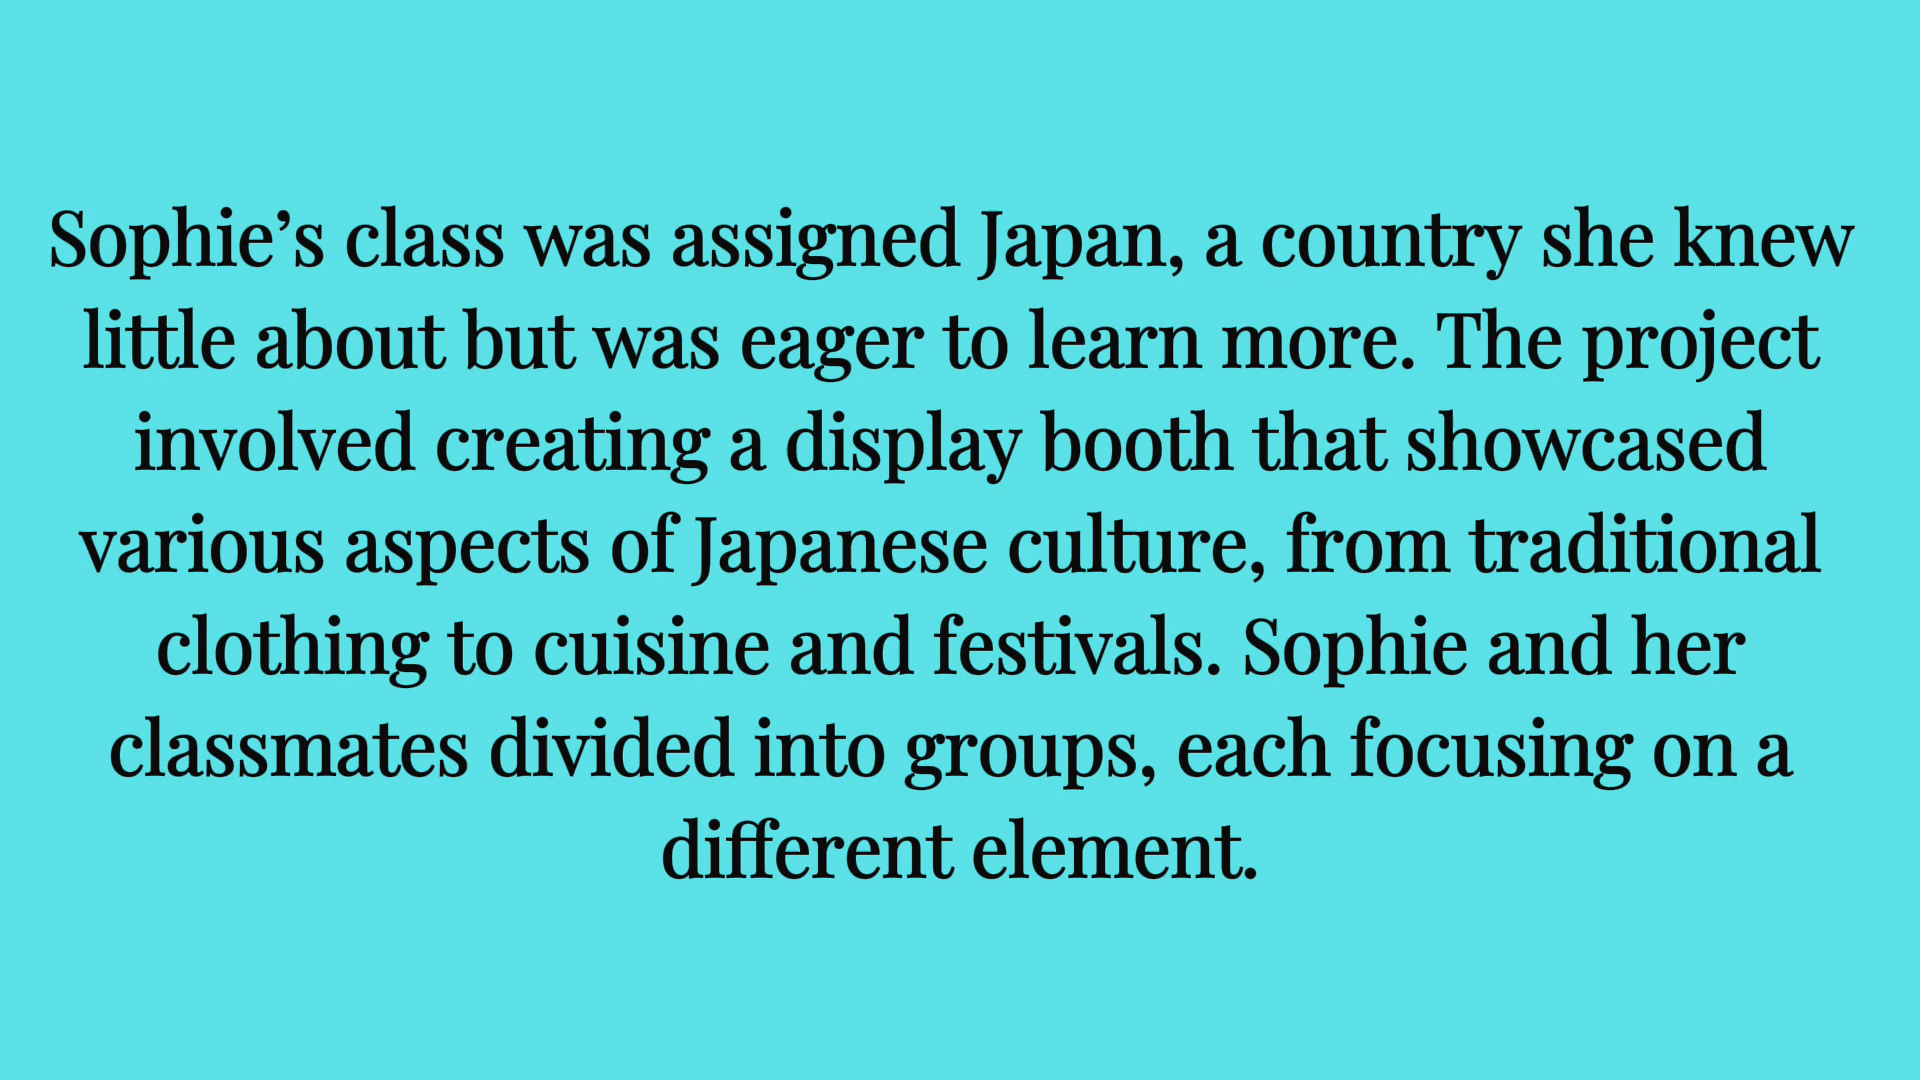 Sophie’s class was assigned Japan, a country she knew
little about but was eager to learn more. The project
involved creating a display booth that showcased
various aspects of Japanese culture, from traditional
clothing to cuisine and festivals. Sophie and her
classmates divided into groups, each focusing on a
different element.